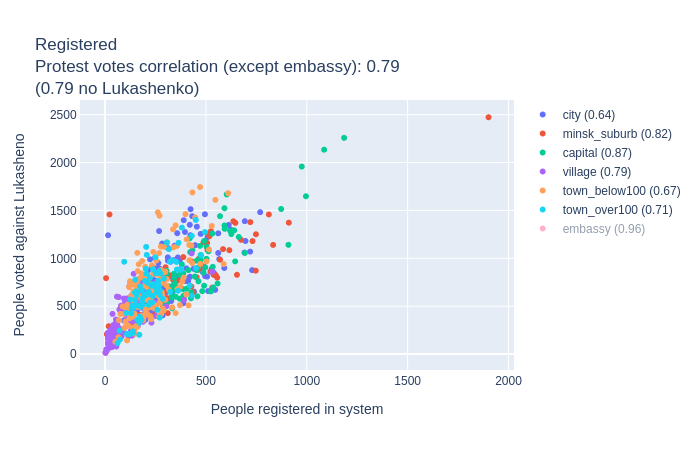 Registered
Protest votes correlation (except embassy): 0.79
(0.79 no Lukashenko)
People voted against Lukasheno
2500
2000
1500
1000
500
0
0
500
1000
1500
2000
People registered in system
city (0.64)
minsk_suburb (0.82)
capital (0.87)
village (0.79)
town_below100 (0.67)
town_over100 (0.71)
embassy (0.96)